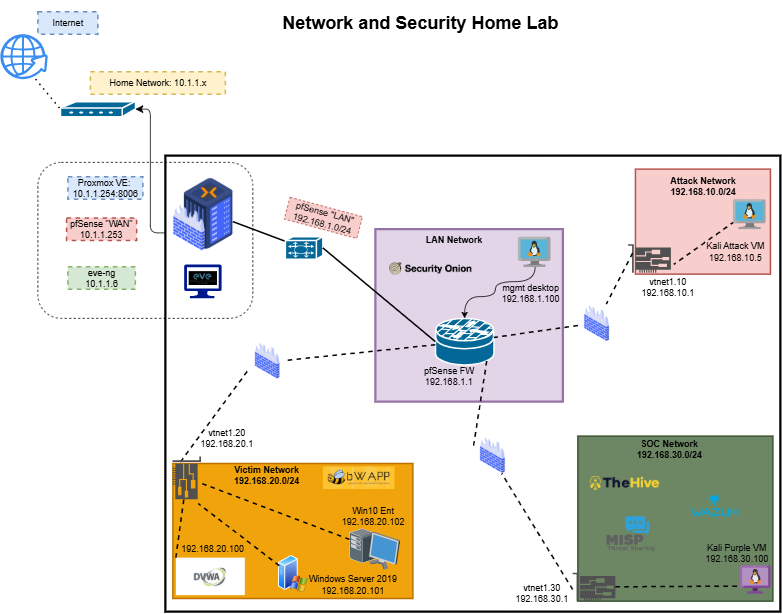 Network and Security Home Lab
Internet
Home Network: 10.1.1.x
Proxmox VE:
10.1.1.254:8006
pfSense "WAN"
10.1.1.253
eve-ng
10.1.1.6
eve
pfSense "LAN"
192.168.1.0/24
LAN Network
Security Onion
mgmt desktop
192.168.1.100
pfSense FW
192.168.1.1
Attack Network
192.168.10.0/24
Kali Attack VM
192.168.10.5
vtnet1.10
192.168.10.1
vtnet1.20
192.168.20.1
Victim Network
192.168.20.0/24
bWAPP
Win10 Ent
192.168.20.102
192.168.20.100
DVWA
Windows Server 2019
192.168.20.101
SOC Network
192.168.30.0/24
TheHive
WAZUH
MISP
Threat Sharing
Kali Purple VM
192.168.30.100
vtnet1.30
192.168.30.1